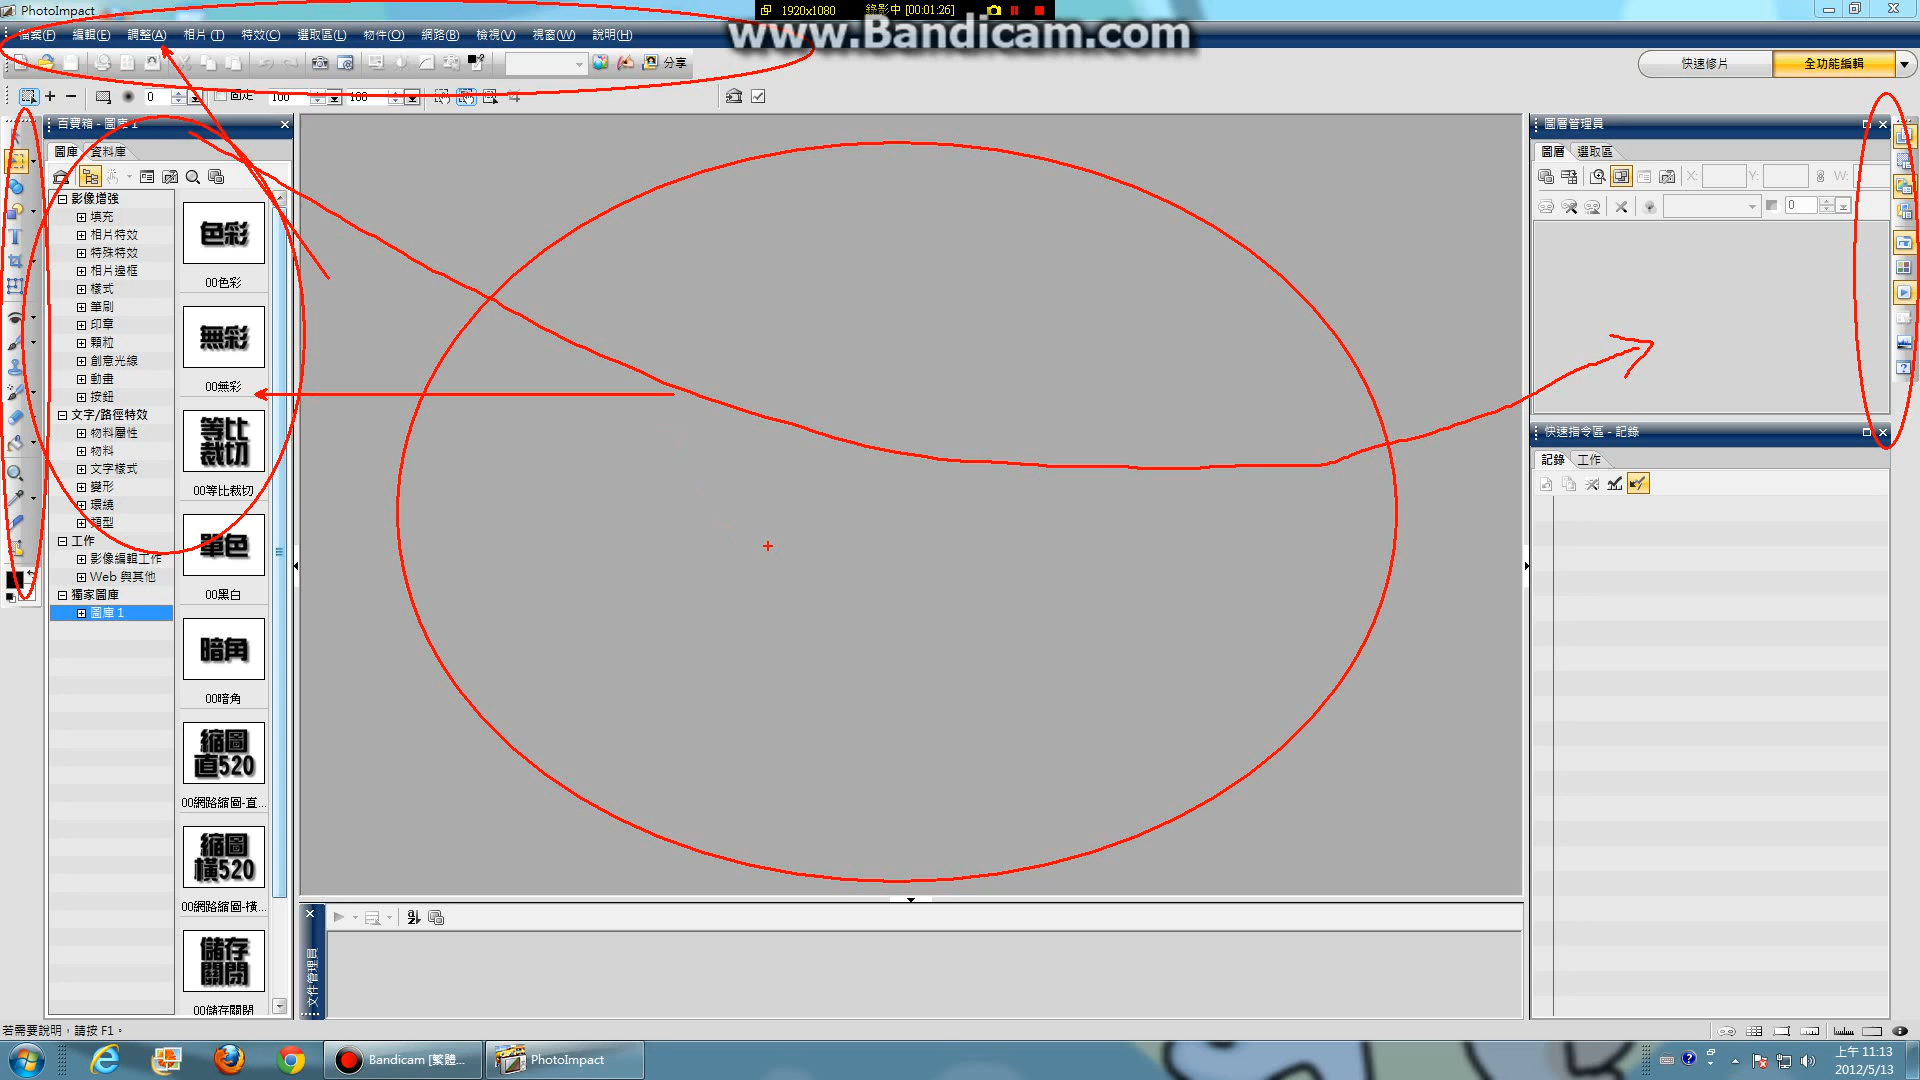 PhotoImpact
1920x1080 錄影中 [00:01:26]
www.Bandicam.com
檔案(F) 編輯(E) 調整(A) 相片(I) 特效(C) 選取區(L) 物件(O) 網路(B) 檢視(V) 視窗(W) 說明(H)
分享
快速修片 全功能編輯
0 固定 100 100
百寶箱 - 圖庫 1
圖庫 資料庫
影像增強
填充
相片特效
特殊特效
相片邊框
樣式
筆刷
印章
顆粒
創意光線
動畫
按鈕
文字/路徑特效
物料屬性
物料
文字樣式
變形
環繞
類型
工作
影像編輯工作
Web 與其他
獨家圖庫
圖庫 1
色彩
00色彩
無彩
00無彩
等比
裁切
00等比裁切
單色
00黑白
暗角
00暗角
縮圖
直520
00網路縮圖-直...
縮圖
橫520
00網路縮圖-橫...
儲存
關閉
00儲存關閉
圖層管理員
圖層 選取區
X: Y: W:
0
快速指令區 - 記錄
記錄 工作
文件管理員
若需要說明，請按 F1。
Bandicam [繁體... PhotoImpact
上午 11:13
2012/5/13